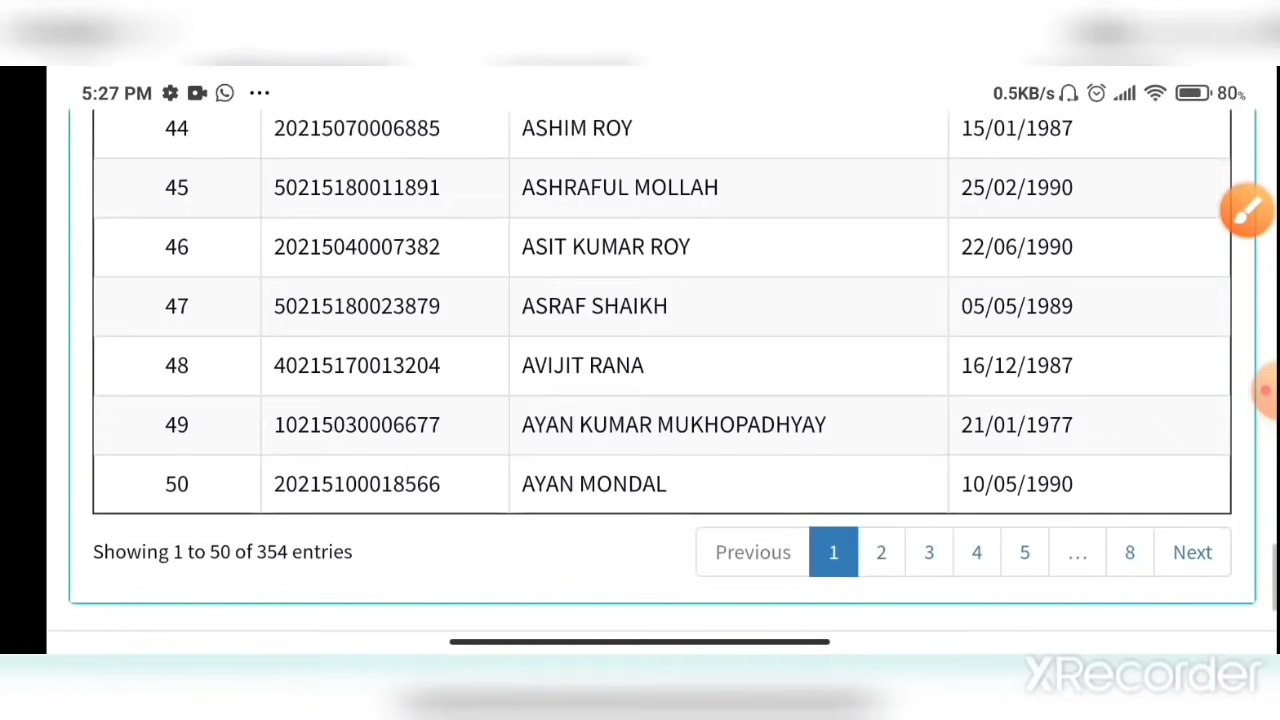 5:27 PM ... 0.5KB/s 80%
44 20215070006885 ASHIM ROY 15/01/1987
45 50215180011891 ASHRAFUL MOLLAH 25/02/1990
46 20215040007382 ASIT KUMAR ROY 22/06/1990
47 50215180023879 ASRAF SHAIKH 05/05/1989
48 40215170013204 AVIJIT RANA 16/12/1987
49 10215030006677 AYAN KUMAR MUKHOPADHYAY 21/01/1977
50 20215100018566 AYAN MONDAL 10/05/1990
Showing 1 to 50 of 354 entries Previous 1 2 3 4 5 ... 8 Next
XRecorder